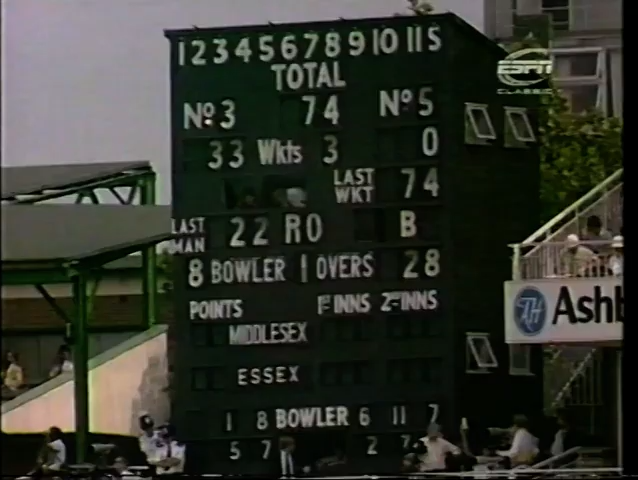 1 2 3 4 5 6 7 8 9 10 11 S
TOTAL
Nº 3 74 Nº 5
33 Wkts 3 0
LAST WKT 74
LAST MAN 22 RO B
8 BOWLER 1 OVERS 28
POINTS 1ST INNS 2ND INNS
MIDDLESEX
ESSEX
1 8 BOWLER 6 11 7
5 7 2 7
ESPN
CLASSIC
AH Ashb